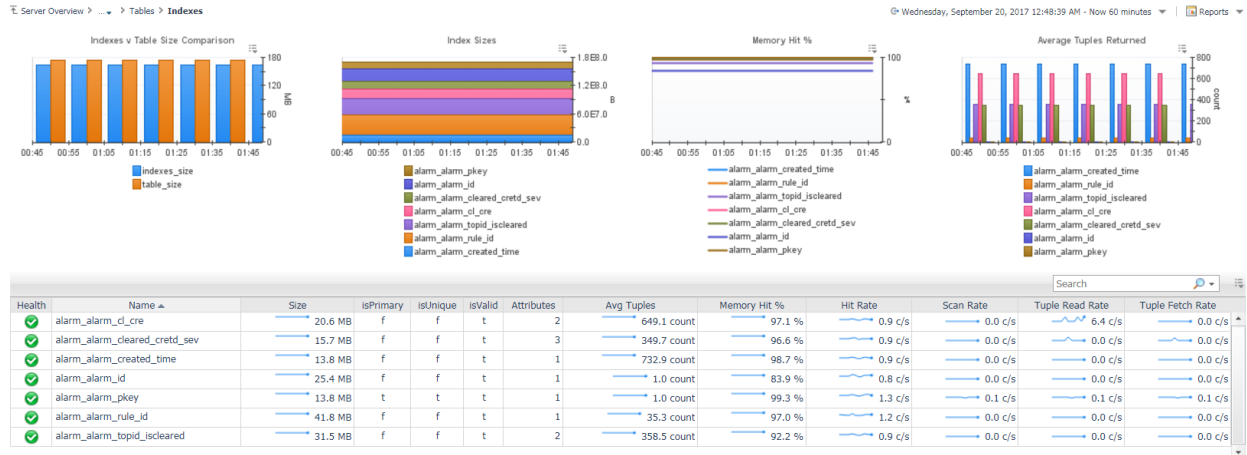 Server Overview > ... > Tables > Indexes
Wednesday, September 20, 2017 12:48:39 AM - Now 60 minutes
Reports
Indexes v Table Size Comparison
180
120
60
0
MB
00:45 00:55 01:05 01:15 01:25 01:35 01:45
indexes_size
table_size
Index Sizes
1.8E8.0
1.2E8.0
6.0E7.0
0.0
B
00:45 00:55 01:05 01:15 01:25 01:35 01:45
alarm_alarm_pkey
alarm_alarm_id
alarm_alarm_cleared_cretd_sev
alarm_alarm_cl_cre
alarm_alarm_topid_iscleared
alarm_alarm_rule_id
alarm_alarm_created_time
Memory Hit %
100
0
%
00:45 00:55 01:05 01:15 01:25 01:35 01:45
alarm_alarm_created_time
alarm_alarm_rule_id
alarm_alarm_topid_iscleared
alarm_alarm_cl_cre
alarm_alarm_cleared_cretd_sev
alarm_alarm_id
alarm_alarm_pkey
Average Tuples Returned
800
600
400
200
0
count
00:45 00:55 01:05 01:15 01:25 01:35 01:45
alarm_alarm_created_time
alarm_alarm_rule_id
alarm_alarm_topid_iscleared
alarm_alarm_cl_cre
alarm_alarm_cleared_cretd_sev
alarm_alarm_id
alarm_alarm_pkey
Search
Health Name Size isPrimary isUnique isValid Attributes Avg Tuples Memory Hit % Hit Rate Scan Rate Tuple Read Rate Tuple Fetch Rate
alarm_alarm_cl_cre 20.6 MB f f t 2 649.1 count 97.1 % 0.9 c/s 0.0 c/s 6.4 c/s 0.0 c/s
alarm_alarm_cleared_cretd_sev 15.7 MB f f t 3 349.7 count 96.6 % 0.9 c/s 0.0 c/s 0.0 c/s 0.0 c/s
alarm_alarm_created_time 13.8 MB f f t 1 732.9 count 98.7 % 0.9 c/s 0.0 c/s 0.0 c/s 0.0 c/s
alarm_alarm_id 25.4 MB f f t 1 1.0 count 83.9 % 0.8 c/s 0.0 c/s 0.0 c/s 0.0 c/s
alarm_alarm_pkey 13.8 MB t t t 1 1.0 count 99.3 % 1.3 c/s 0.1 c/s 0.1 c/s 0.1 c/s
alarm_alarm_rule_id 41.8 MB f f t 1 35.3 count 97.0 % 1.2 c/s 0.0 c/s 0.0 c/s 0.0 c/s
alarm_alarm_topid_iscleared 31.5 MB f f t 2 358.5 count 92.2 % 0.9 c/s 0.0 c/s 0.0 c/s 0.0 c/s